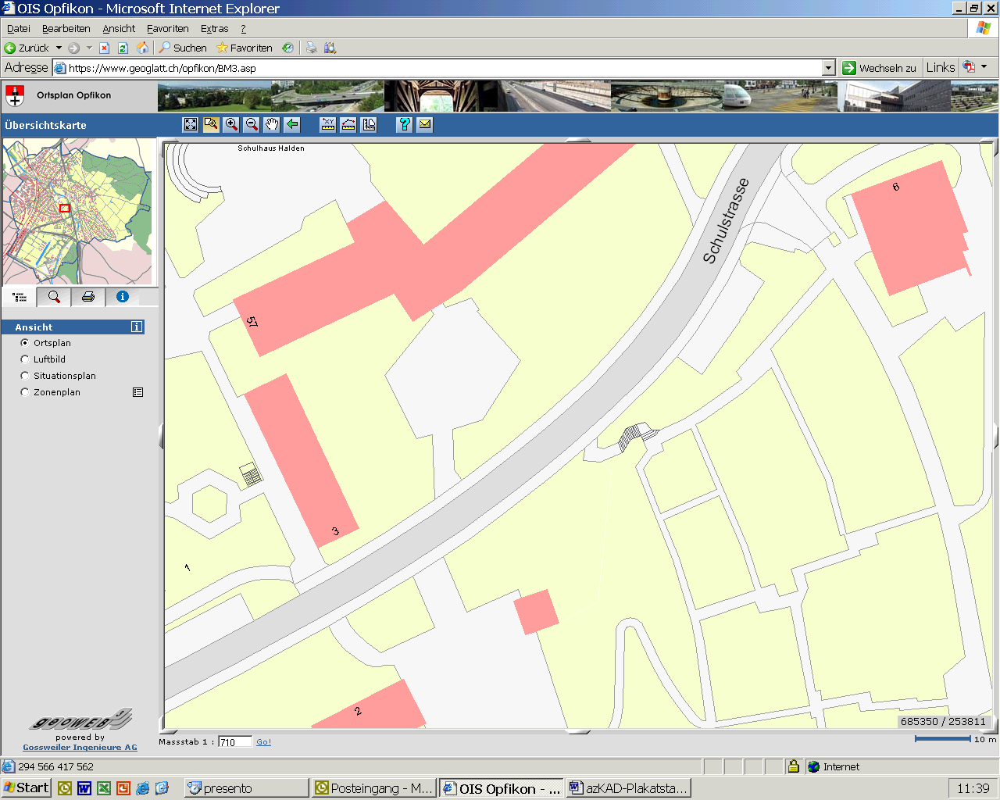 OIS Opfikon - Microsoft Internet Explorer
Datei Bearbeiten Ansicht Favoriten Extras ?
Zurück Suchen Favoriten
Adresse https://www.geoglatt.ch/opfikon/BM3.asp Wechseln zu Links
Ortsplan Opfikon
Übersichtskarte
Schulhaus Halden
Schulstrasse
6
57
3
1
2
Ansicht
Ortsplan
Luftbild
Situationsplan
Zonenplan
geoWEB 3
powered by
Gossweiler Ingenieure AG
685350 / 253811
Massstab 1 : 710 Go!
10 m
294 566 417 562 Internet
Start presento Posteingang - M... OIS Opfikon - ... azKAD-Plakatsta... 11:39